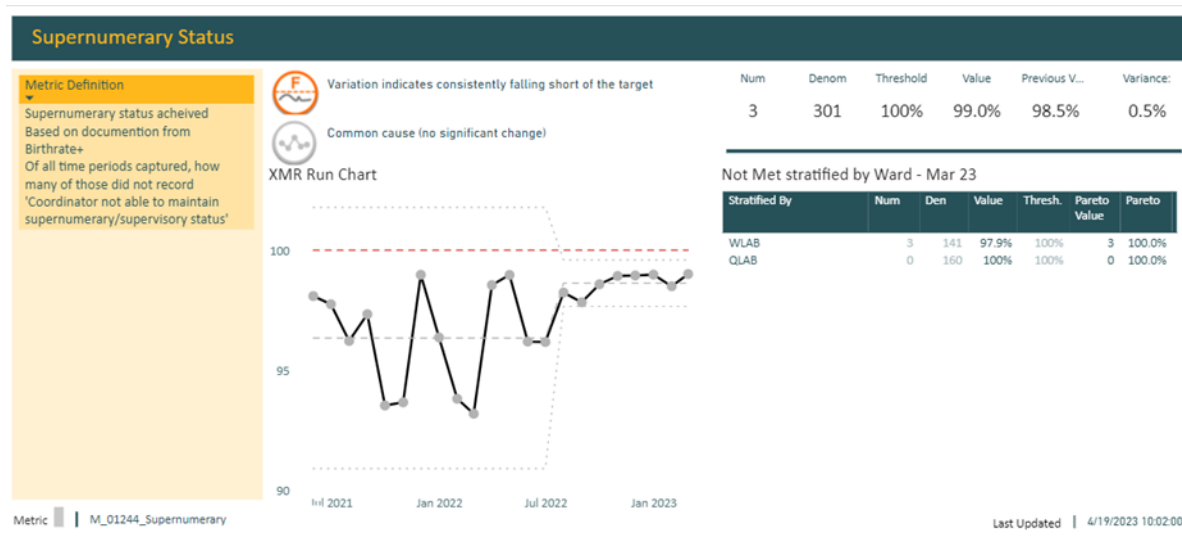 Supernumerary Status
Metric Definition
Supernumerary status acheived
Based on documention from
Birthrate+
Of all time periods captured, how
many of those did not record
'Coordinator not able to maintain
supernumerary/supervisory status'
F
Variation indicates consistently falling short of the target
Common cause (no significant change)
Num Denom Threshold Value Previous V... Variance:
3 301 100% 99.0% 98.5% 0.5%
XMR Run Chart
100
95
90
Jul 2021 Jan 2022 Jul 2022 Jan 2023
Not Met stratified by Ward - Mar 23
Stratified By Num Den Value Thresh. Pareto Value Pareto
WLAB 3 141 97.9% 100% 3 100.0%
QLAB 0 160 100% 100% 0 100.0%
Metric | M_01244_Supernumerary
Last Updated | 4/19/2023 10:02:00